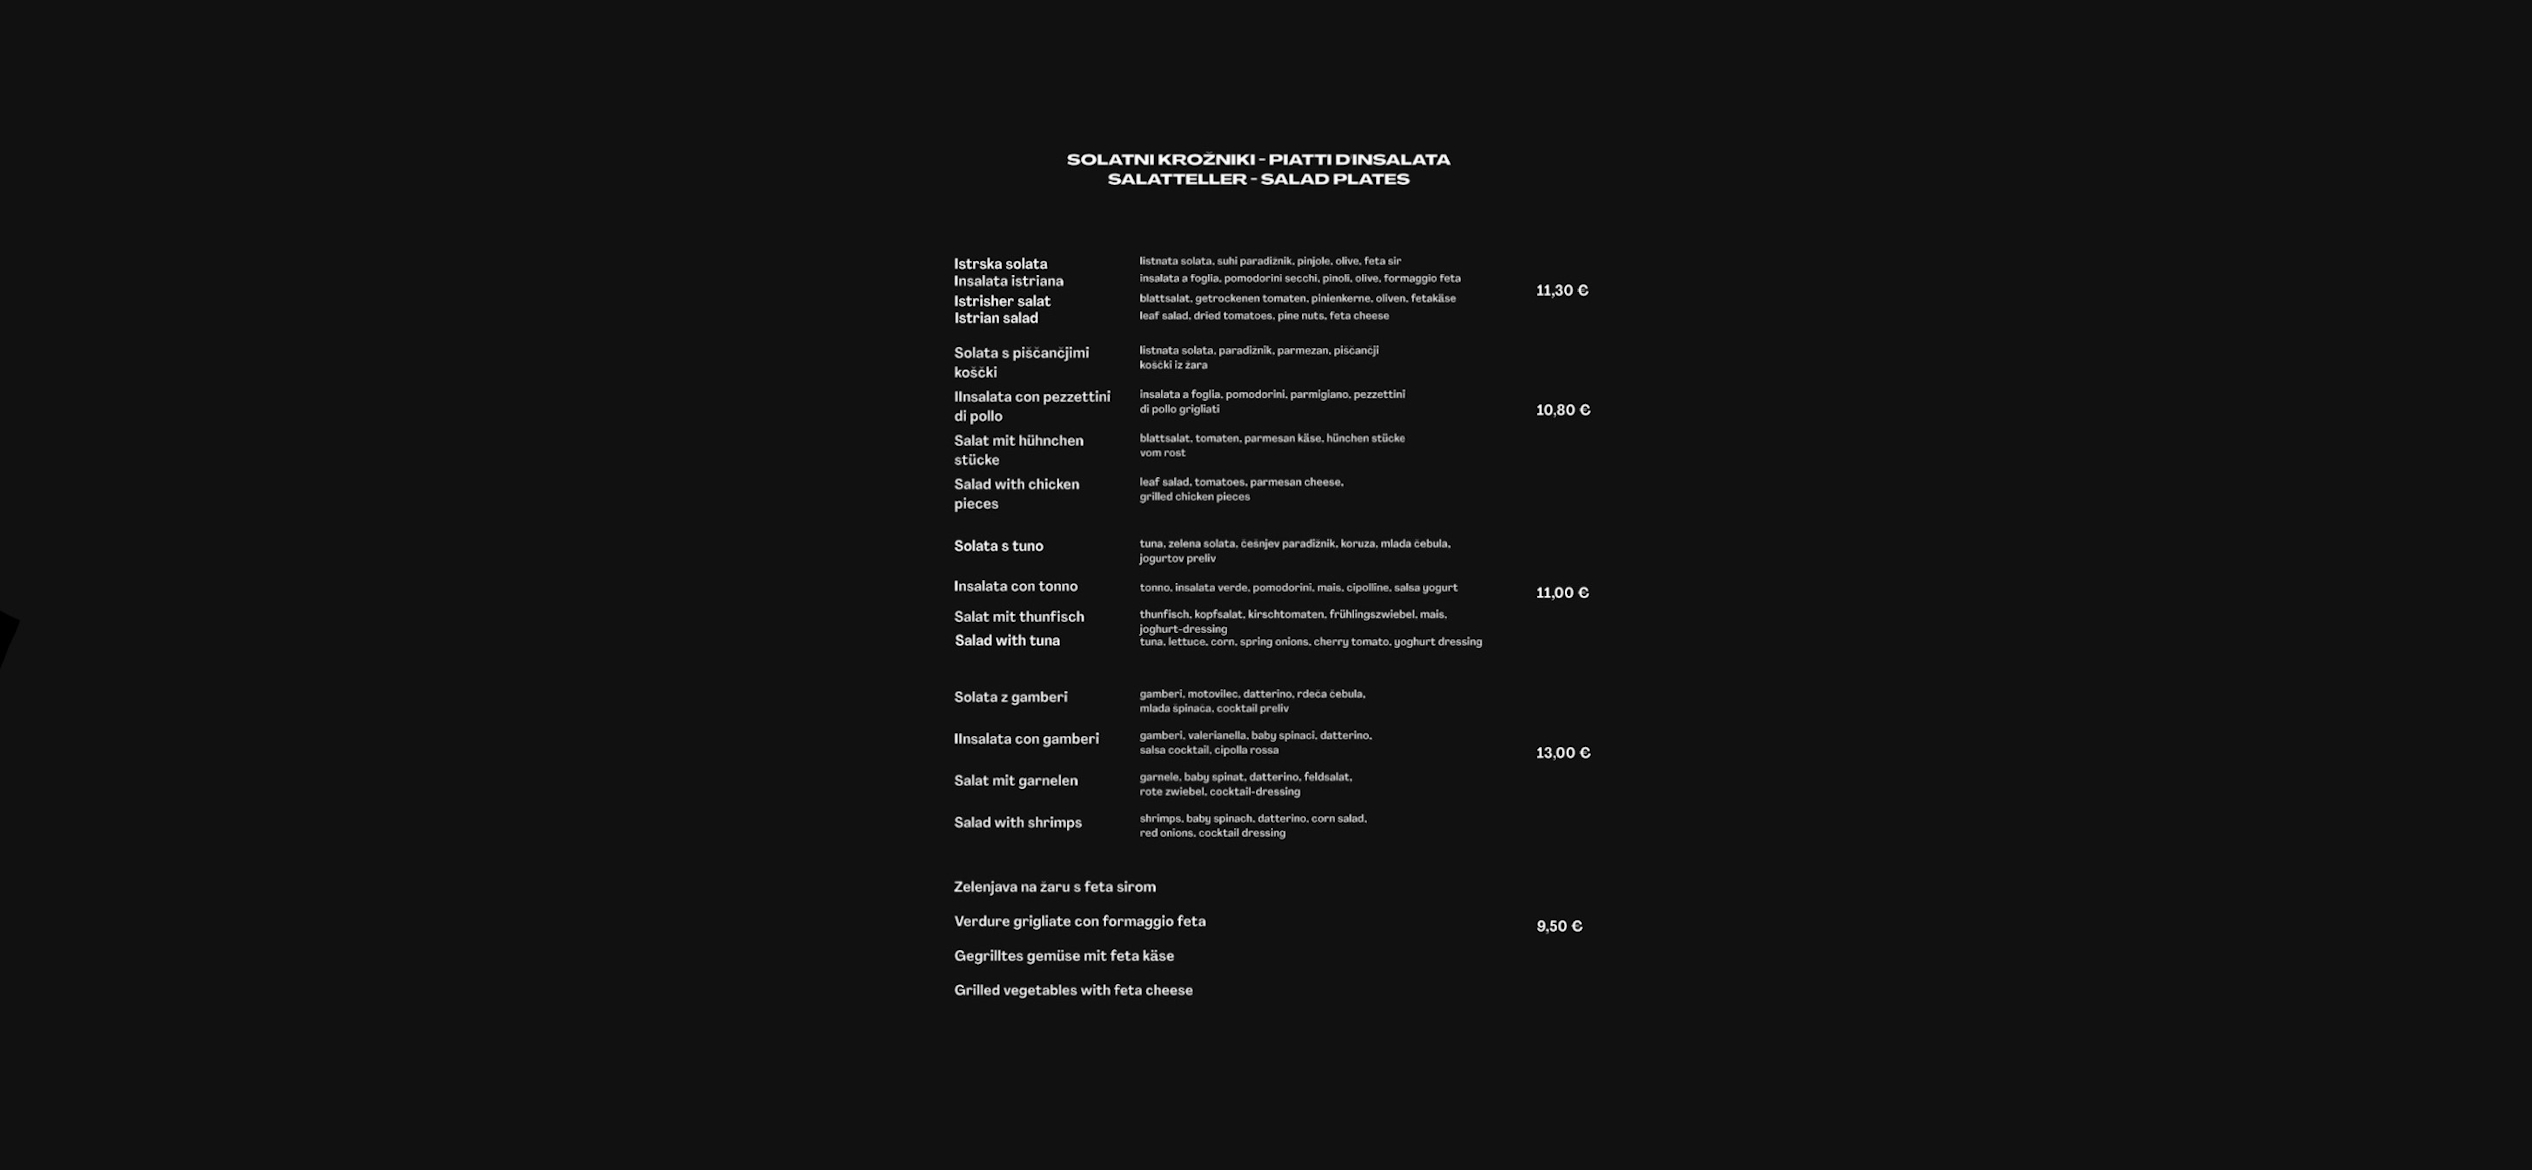 SOLATNI KROŽNIKI - PIATTI D'INSALATA
SALATTELLER - SALAD PLATES
Istrska solata
listnata solata, suhi paradižnik, pinjole, olive, feta sir
Insalata istriana
insalata a foglia, pomodorini secchi, pinoli, olive, formaggio feta
11,30 €
Istrisher salat
blattsalat, getrockenen tomaten, pinienkerne, oliven, fetakäse
Istrian salad
leaf salad, dried tomatoes, pine nuts, feta cheese
Solata s piščančjimi
koščki
listnata solata, paradižnik, parmezan, piščančji
koščki iz žara
IInsalata con pezzettini
di pollo
insalata a foglia, pomodorini, parmigiano, pezzettini
di pollo grigliati
10,80 €
Salat mit hühnchen
stücke
blattsalat, tomaten, parmesan käse, hünchen stücke
vom rost
Salad with chicken
pieces
leaf salad, tomatoes, parmesan cheese,
grilled chicken pieces
Solata s tuno
tuna, zelena solata, češnjev paradižnik, koruza, mlada čebula,
jogurtov preliv
Insalata con tonno
tonno, insalata verde, pomodorini, mais, cipolline, salsa yogurt
11,00 €
Salat mit thunfisch
thunfisch, kopfsalat, kirschtomaten, frühlingszwiebel, mais,
joghurt-dressing
Salad with tuna
tuna, lettuce, corn, spring onions, cherry tomato, yoghurt dressing
Solata z gamberi
gamberi, motovilec, datterino, rdeča čebula,
mlada špinača, cocktail preliv
IInsalata con gamberi
gamberi, valerianella, baby spinaci, datterino,
salsa cocktail, cipolla rossa
13,00 €
Salat mit garnelen
garnele, baby spinat, datterino, feldsalat,
rote zwiebel, cocktail-dressing
Salad with shrimps
shrimps, baby spinach, datterino, corn salad,
red onions, cocktail dressing
Zelenjava na žaru s feta sirom
Verdure grigliate con formaggio feta
9,50 €
Gegrilltes gemüse mit feta käse
Grilled vegetables with feta cheese